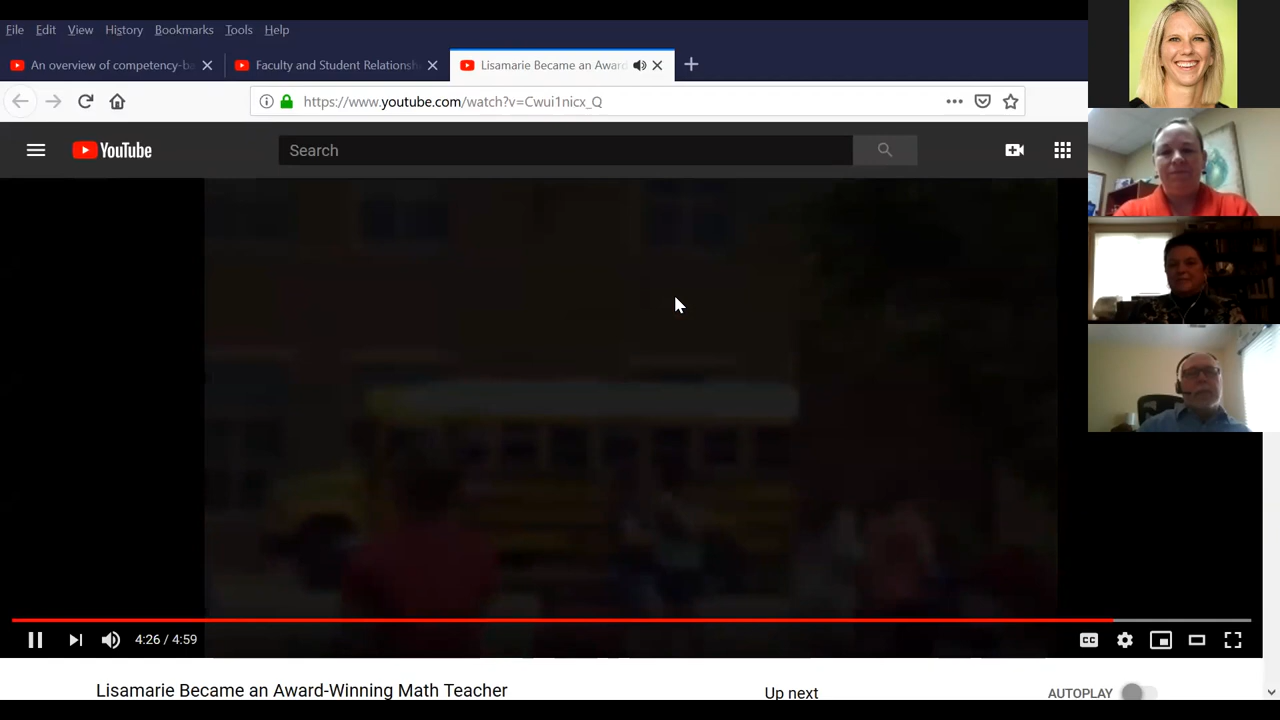 File Edit View History Bookmarks Tools Help
An overview of competency-ba
Faculty and Student Relationsh
Lisamarie Became an Award
https://www.youtube.com/watch?v=Cwui1nicx_Q
YouTube
Search
4:26 / 4:59
CC
Lisamarie Became an Award-Winning Math Teacher
Up next
AUTOPLAY